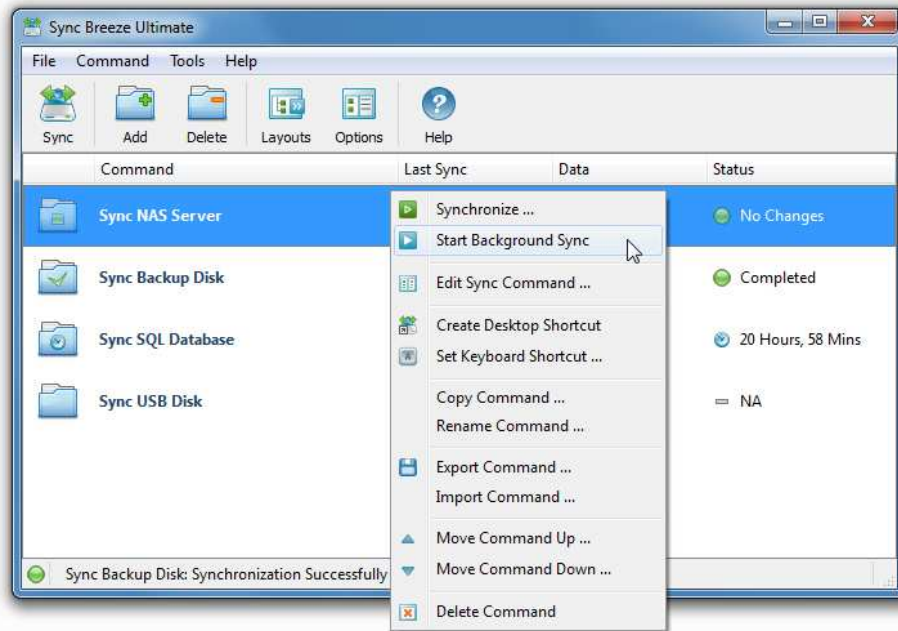 Sync Breeze Ultimate
File Command Tools Help
Sync Add Delete Layouts Options Help
Command Last Sync Data Status
Sync NAS Server
No Changes
Sync Backup Disk
Completed
Sync SQL Database
20 Hours, 58 Mins
Sync USB Disk
NA
Synchronize ...
Start Background Sync
Edit Sync Command ...
Create Desktop Shortcut
Set Keyboard Shortcut ...
Copy Command ...
Rename Command ...
Export Command ...
Import Command ...
Move Command Up ...
Move Command Down ...
Delete Command
Sync Backup Disk: Synchronization Successfully